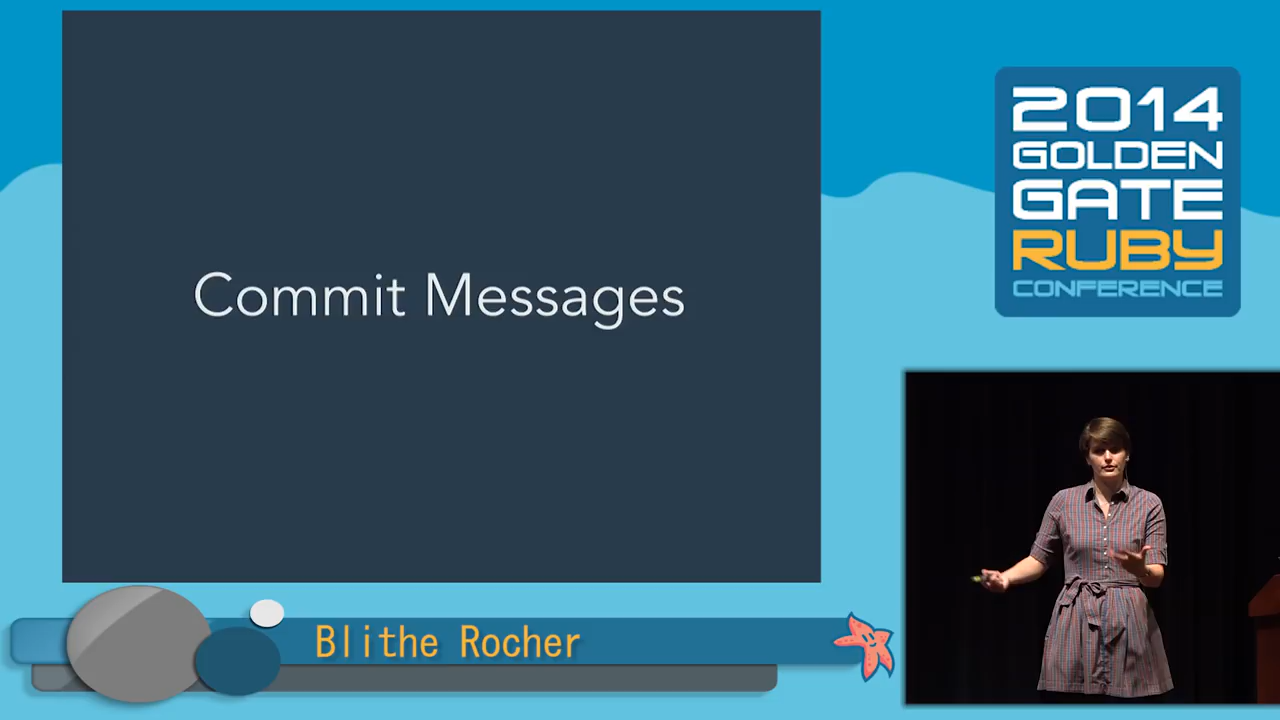 Commit Messages
2014
GOLDEN
GATE
RUBY
CONFERENCE
Blithe Rocher